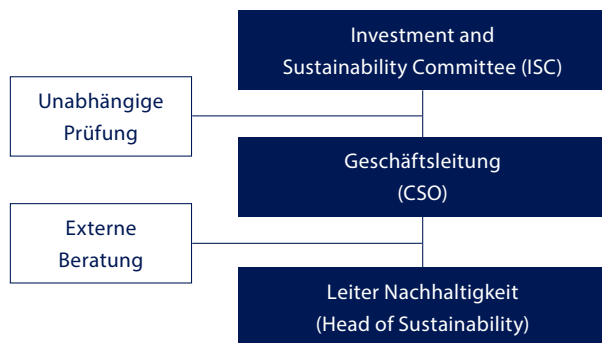 Investment and
Sustainability Committee (ISC)
Unabhängige
Prüfung
Geschäftsleitung
(CSO)
Externe
Beratung
Leiter Nachhaltigkeit
(Head of Sustainability)